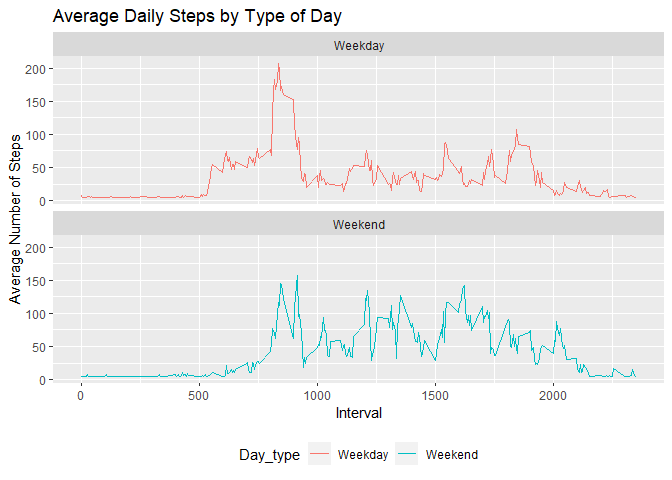 Average Daily Steps by Type of Day
Weekday
200
150
100
50
0
Weekend
200
150
100
50
0
Average Number of Steps
0 500 1000 1500 2000
Interval
Day_type Weekday Weekend